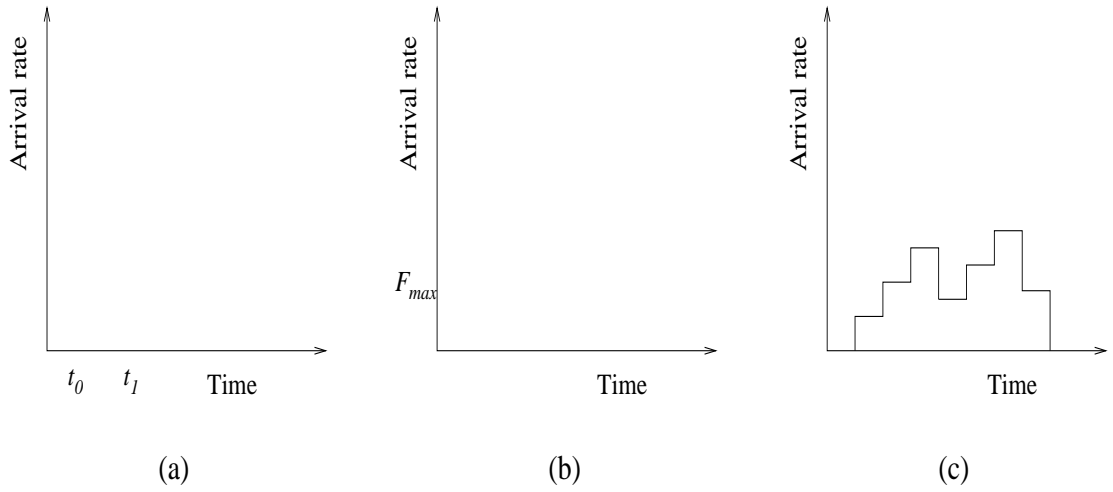 Arrival rate
t0 t1 Time
(a)
Arrival rate
Fmax
Time
(b)
Arrival rate
Time
(c)